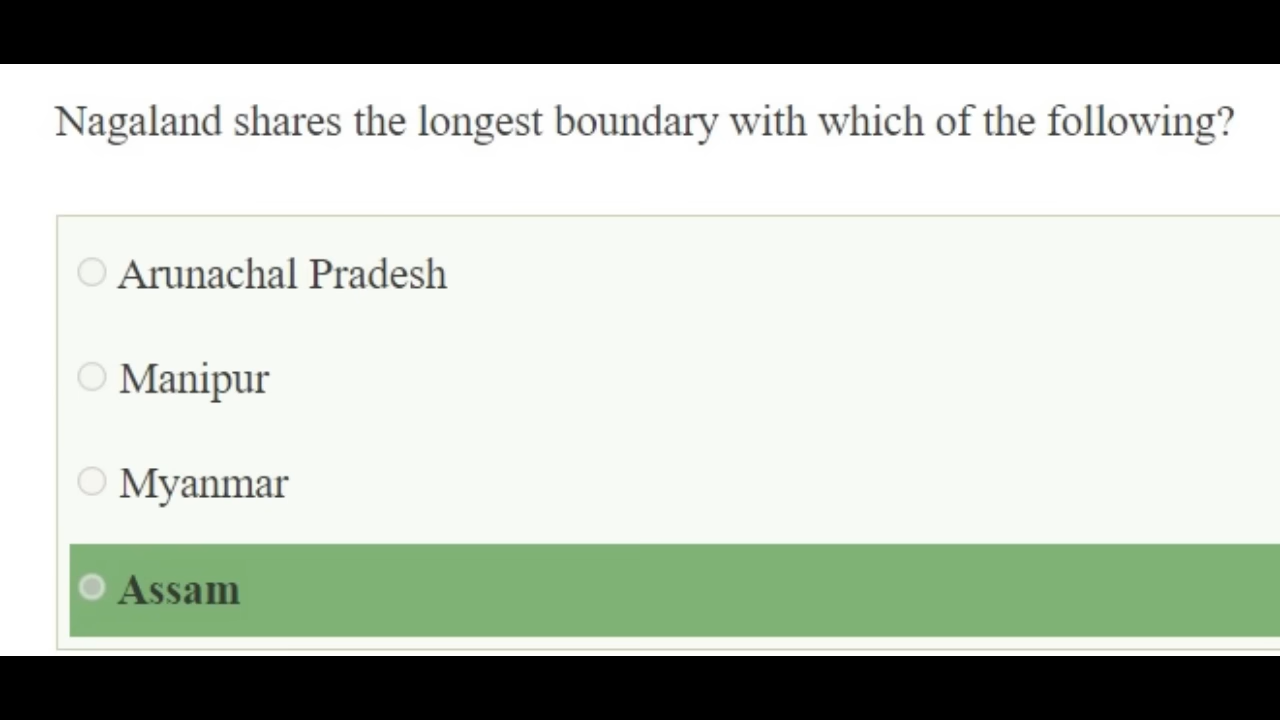 Nagaland shares the longest boundary with which of the following?
Arunachal Pradesh
Manipur
Myanmar
Assam